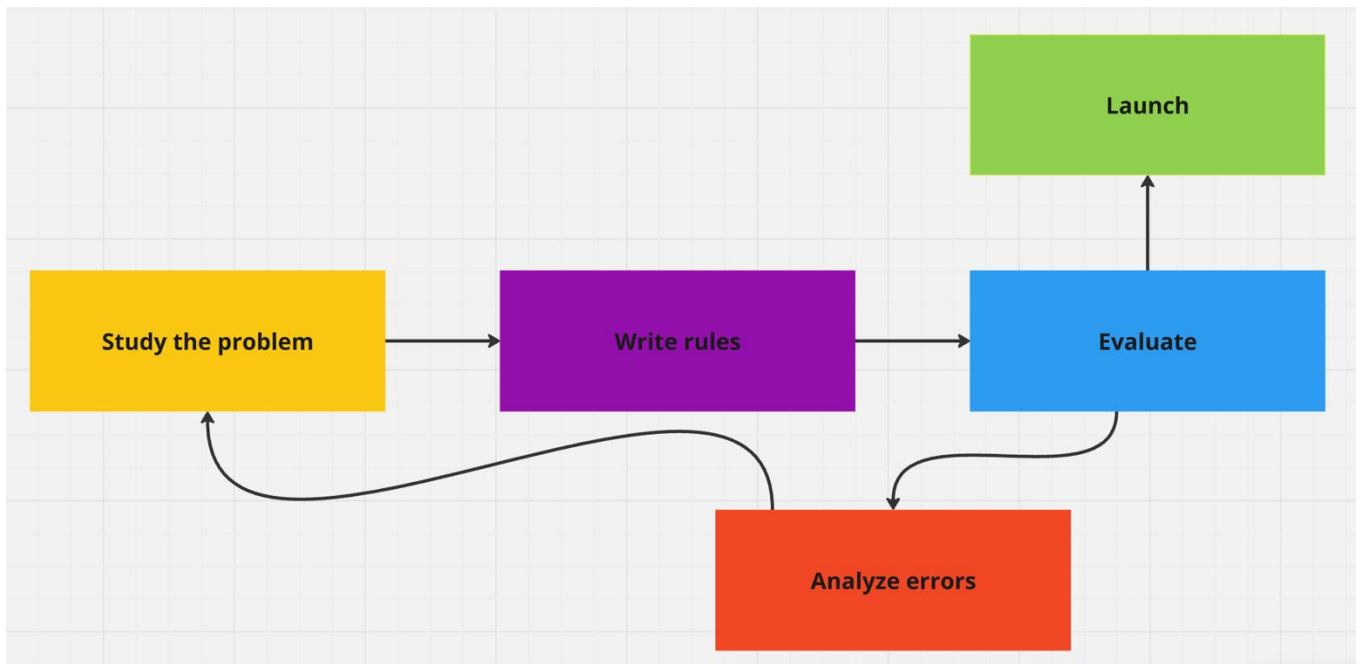 Launch
Study the problem
Write rules
Evaluate
Analyze errors